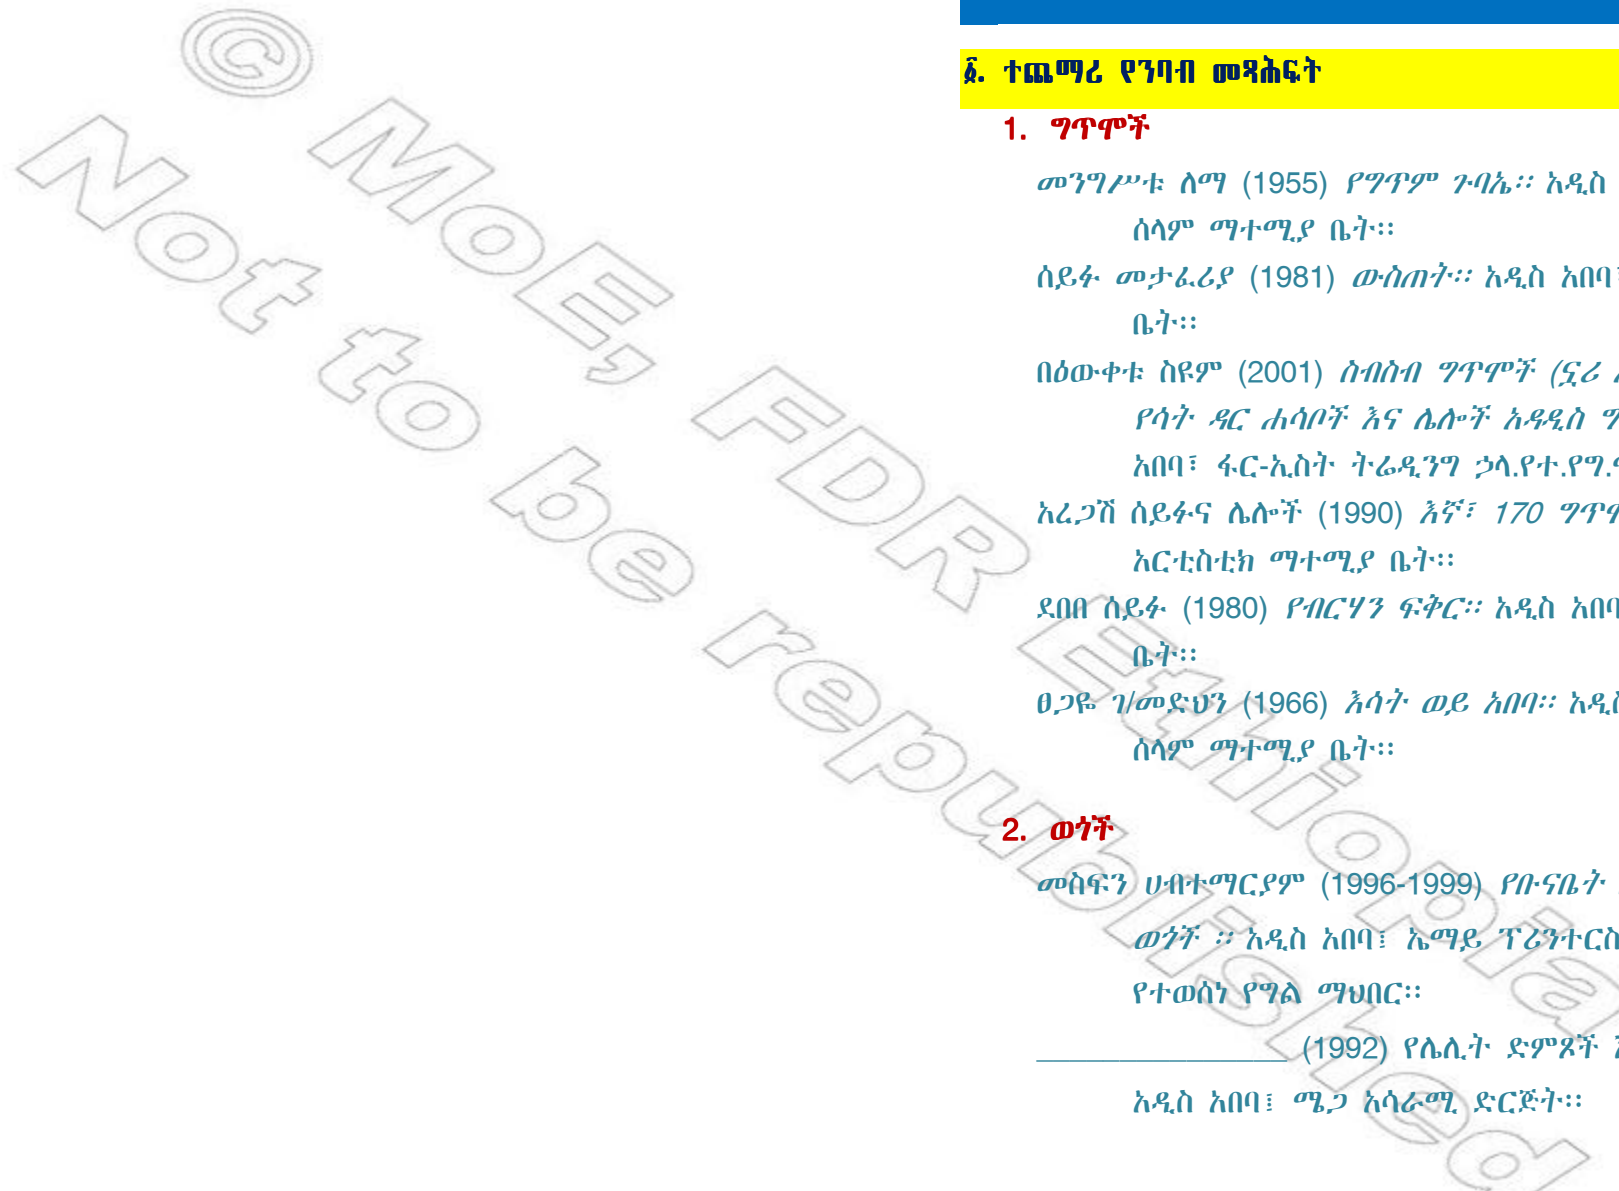 ፩. ተጨማሪ የንባብ መጻሕፍት
1. ግጥሞች
መንግሥቱ ለማ (1955) የግጥም ጉባኤ። አዲስ
ሰላም ማተሚያ ቤት።
ሰይፉ መታፈሪያ (1981) ውስጠት። አዲስ አበባ፣
ቤት።
በዕውቀቱ ስዩም (2001) ስብስብ ግጥሞች (ኗሪ
የሳት ዳር ሐሳቦች እና ሌሎች አዳዲስ
አበባ፣ ፋር-ኢስት ትሬዲንግ ኃላ.የተ.የግ.
አረጋሽ ሰይፉና ሌሎች (1990) እኛ፣ 170
አርቲስቲክ ማተሚያ ቤት።
ደበበ ሰይፉ (1980) የብርሃን ፍቅር። አዲስ አበባ
ቤት።
ፀጋዬ ገ/መድህን (1966) እሳት ወይ አበባ። አዲስ
ሰላም ማተሚያ ቤት።
2. ወጎች
መስፍን ሀብተማርያም (1996-1999) የቡናቤት
ወጎች ። አዲስ አበባ፤ ኤማይ ፕሪንተርስ
የተወሰነ የግል ማህበር።
_______________ (1992) የሌሊት ድምጾች
አዲስ አበባ፤ ሜጋ አሳራሚ ድርጅት።
© MoE, FDR Ethiopia
Not to be republished